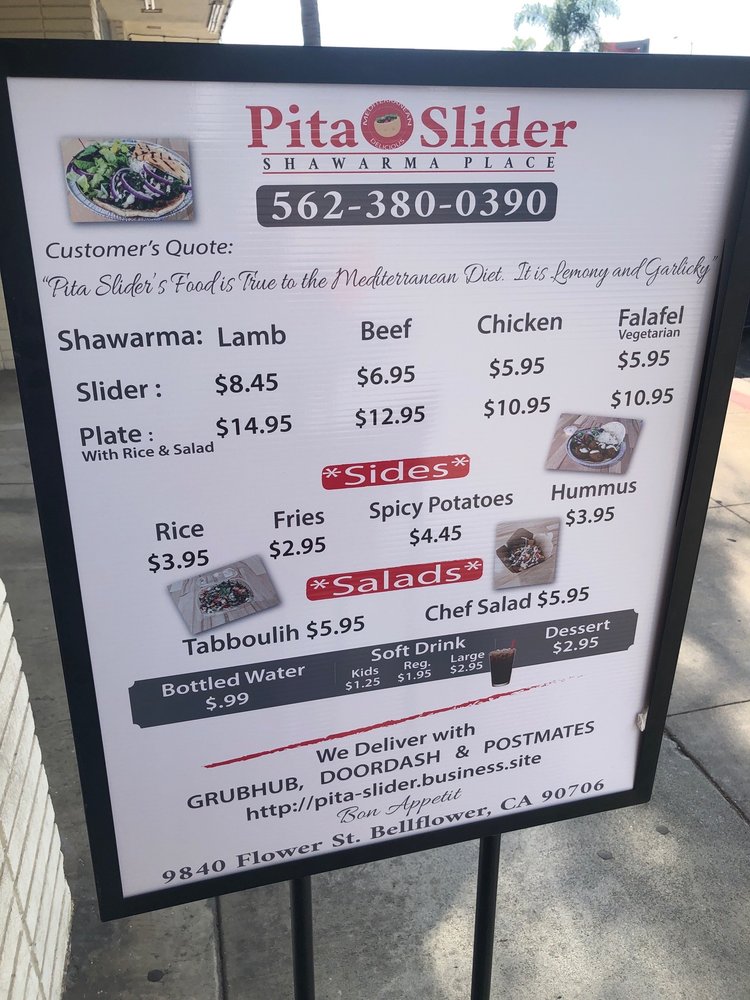 Pita Slider
MEDITERRANEAN DELICIOUS
SHAWARMA PLACE
562-380-0390
Customer's Quote:
"Pita Slider's Food is True to the Mediterranean Diet. It is Lemony and Garlicky"
Shawarma: Lamb Beef Chicken Falafel
Vegetarian
Slider : $8.45 $6.95 $5.95 $5.95
Plate : $14.95 $12.95 $10.95 $10.95
With Rice & Salad
*Sides*
Rice Fries Spicy Potatoes Hummus
$3.95 $2.95 $4.45 $3.95
*Salads*
Tabboulih $5.95 Chef Salad $5.95
Bottled Water Soft Drink Dessert
$.99 Kids Reg. Large $2.95
$1.25 $1.95 $2.95
We Deliver with
GRUBHUB, DOORDASH & POSTMATES
http://pita-slider.business.site
Bon Appetit
9840 Flower St. Bellflower, CA 90706